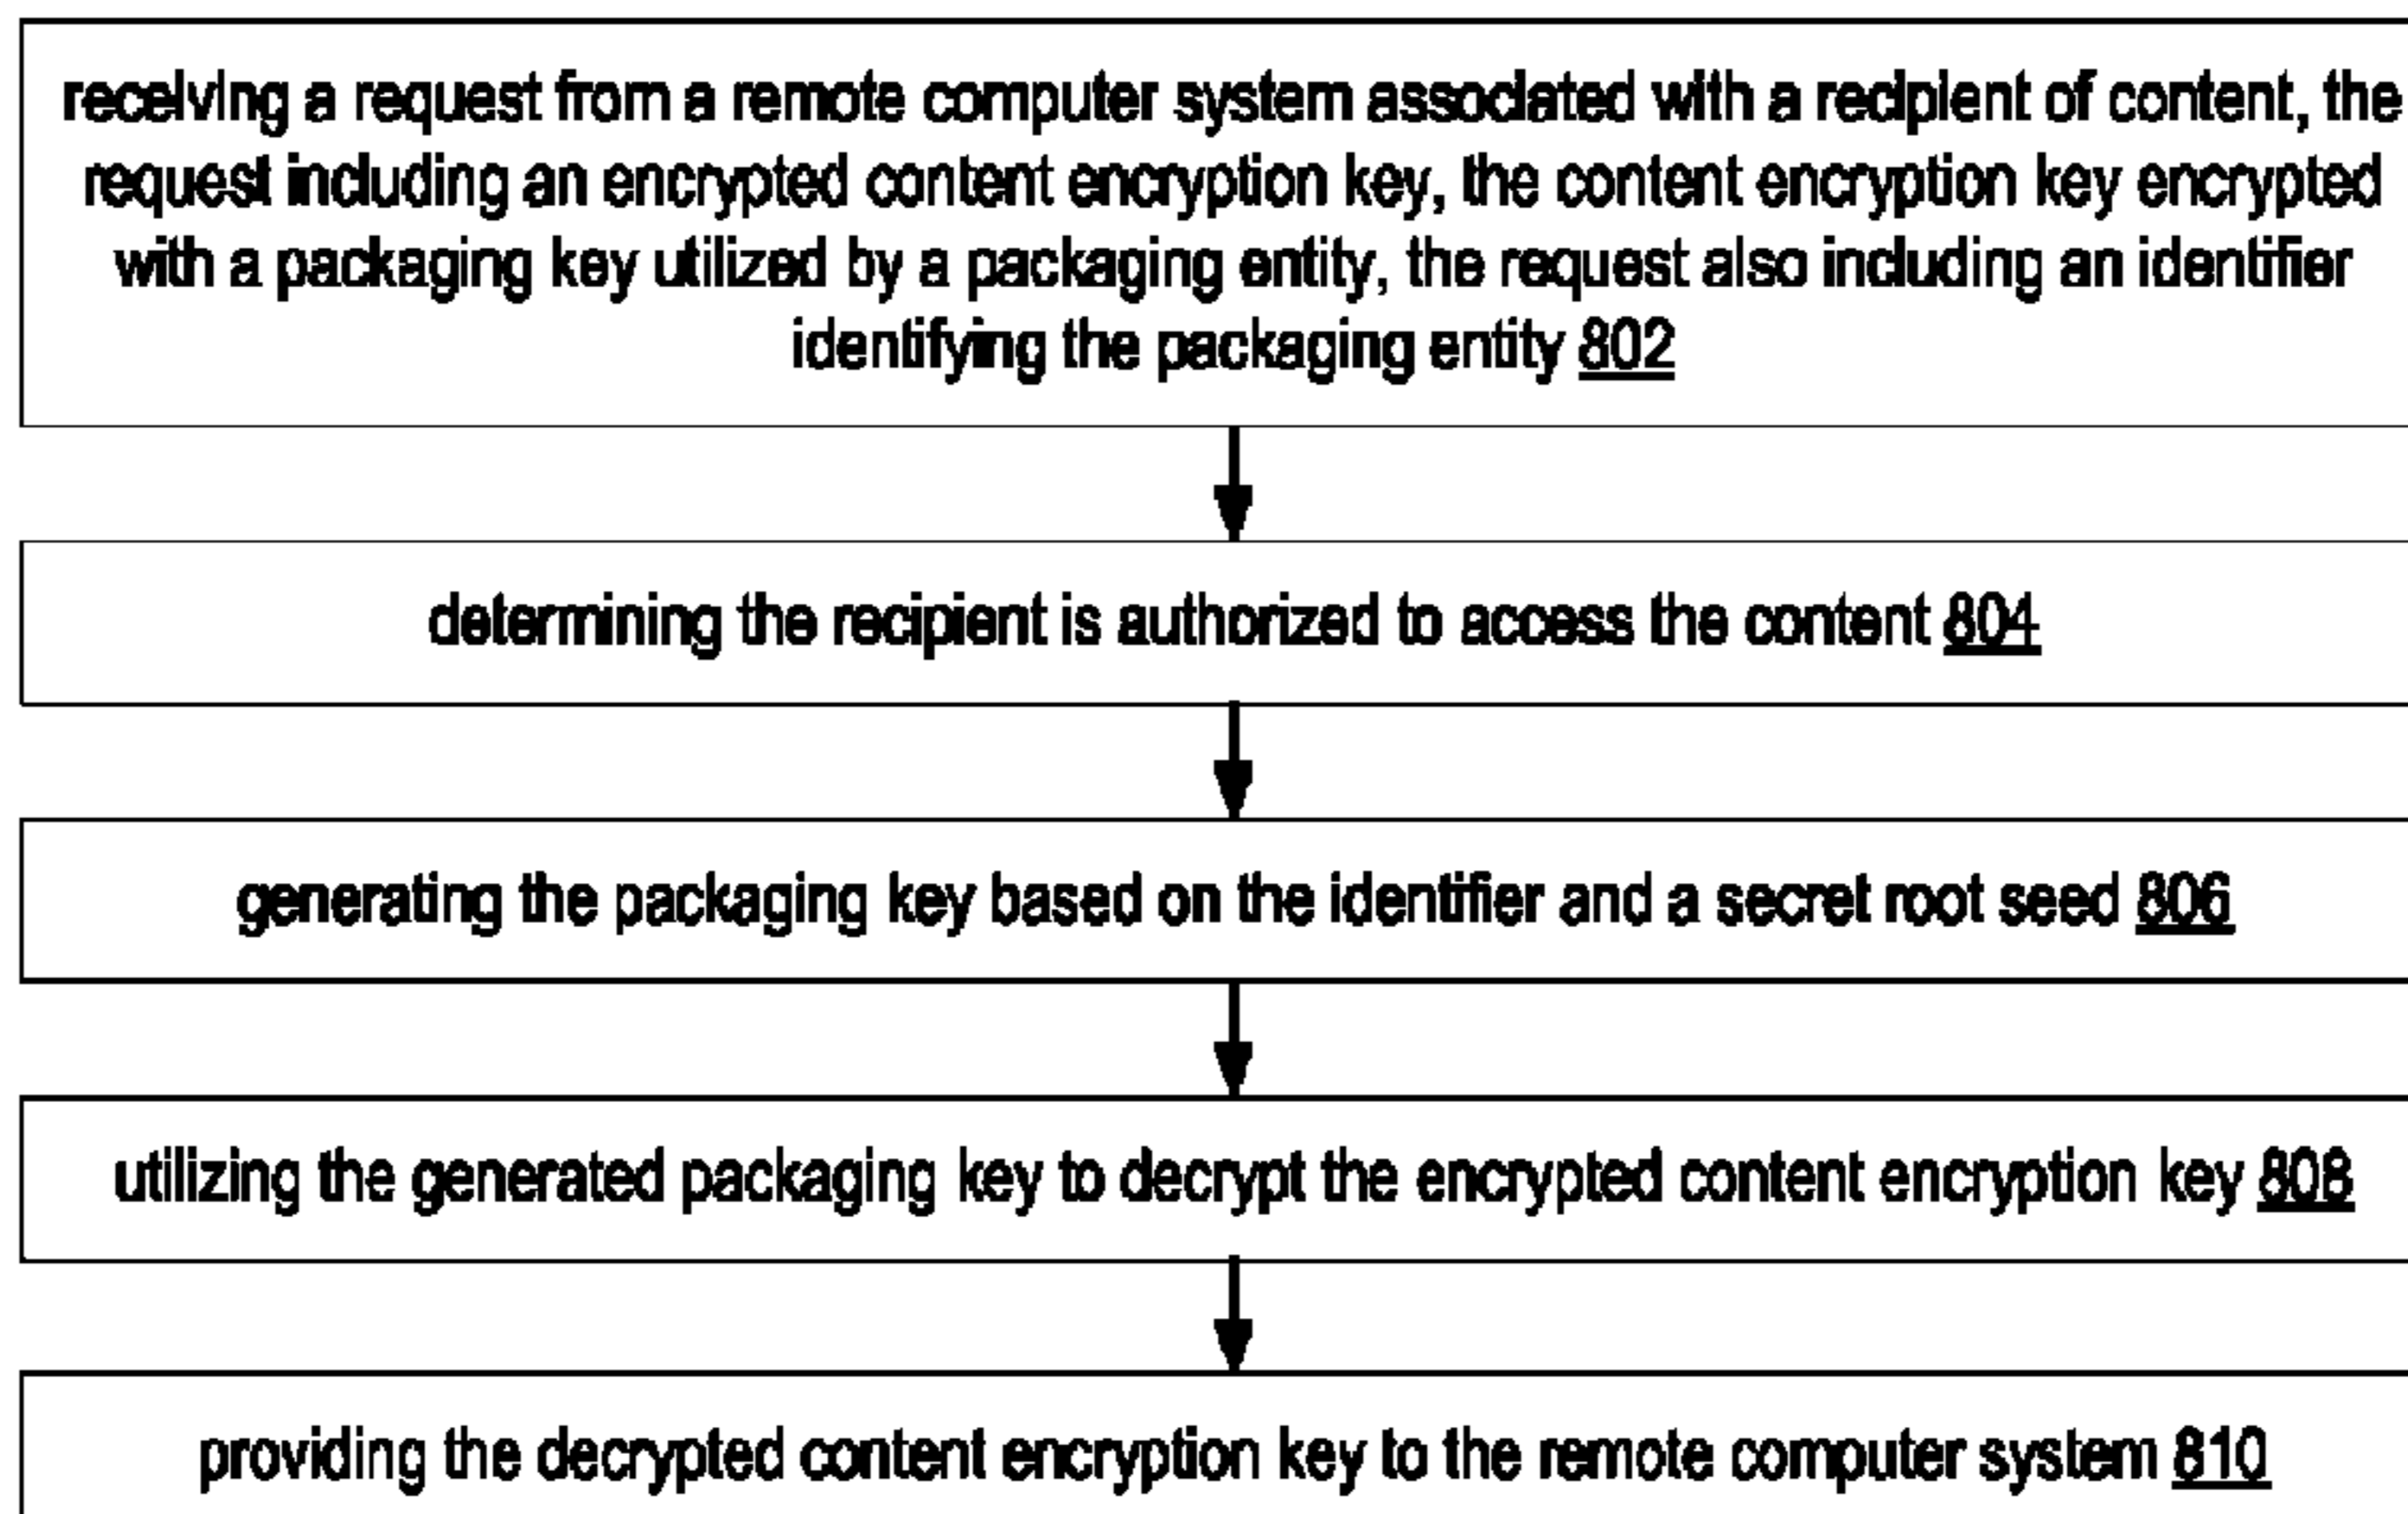 receiving a request from a remote computer system associated with a recipient of content, the
request including an encrypted content encryption key, the content encryption key encrypted
with a packaging key utilized by a packaging entity, the request also including an identifier
identifying the packaging entity 802
determining the recipient is authorized to access the content 804
generating the packaging key based on the identifier and a secret root seed 806
utilizing the generated packaging key to decrypt the encrypted content encryption key 808
providing the decrypted content encryption key to the remote computer system 810